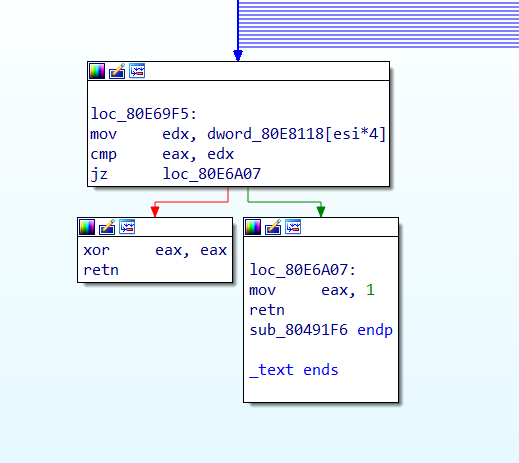 loc_80E69F5:
mov edx, dword_80E8118[esi*4]
cmp eax, edx
jz loc_80E6A07
xor eax, eax
retn
loc_80E6A07:
mov eax, 1
retn
sub_80491F6 endp
_text ends